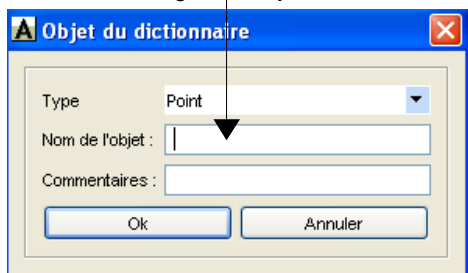 Objet du dictionnaire
Type Point
Nom de l'objet :
Commentaires :
Ok Annuler